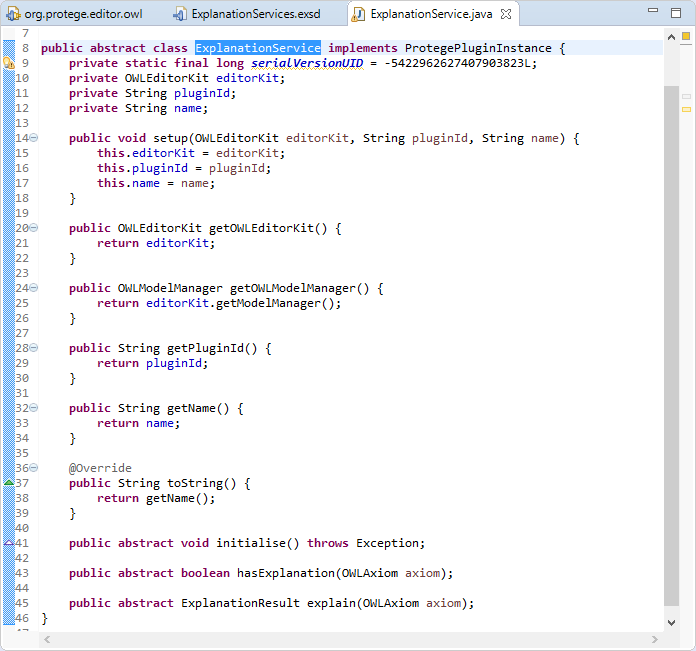 org.protege.editor.owl ExplanationServices.exsd ExplanationService.java
7
8 public abstract class ExplanationService implements ProtegePluginInstance {
9     private static final long serialVersionUID = -5422962627407903823L;
10     private OWLEditorKit editorKit;
11     private String pluginId;
12     private String name;
13
14     public void setup(OWLEditorKit editorKit, String pluginId, String name) {
15         this.editorKit = editorKit;
16         this.pluginId = pluginId;
17         this.name = name;
18     }
19
20     public OWLEditorKit getOWLEditorKit() {
21         return editorKit;
22     }
23
24     public OWLModelManager getOWLModelManager() {
25         return editorKit.getModelManager();
26     }
27
28     public String getPluginId() {
29         return pluginId;
30     }
31
32     public String getName() {
33         return name;
34     }
35
36     @Override
37     public String toString() {
38         return getName();
39     }
40
41     public abstract void initialise() throws Exception;
42
43     public abstract boolean hasExplanation(OWLAxiom axiom);
44
45     public abstract ExplanationResult explain(OWLAxiom axiom);
46 }